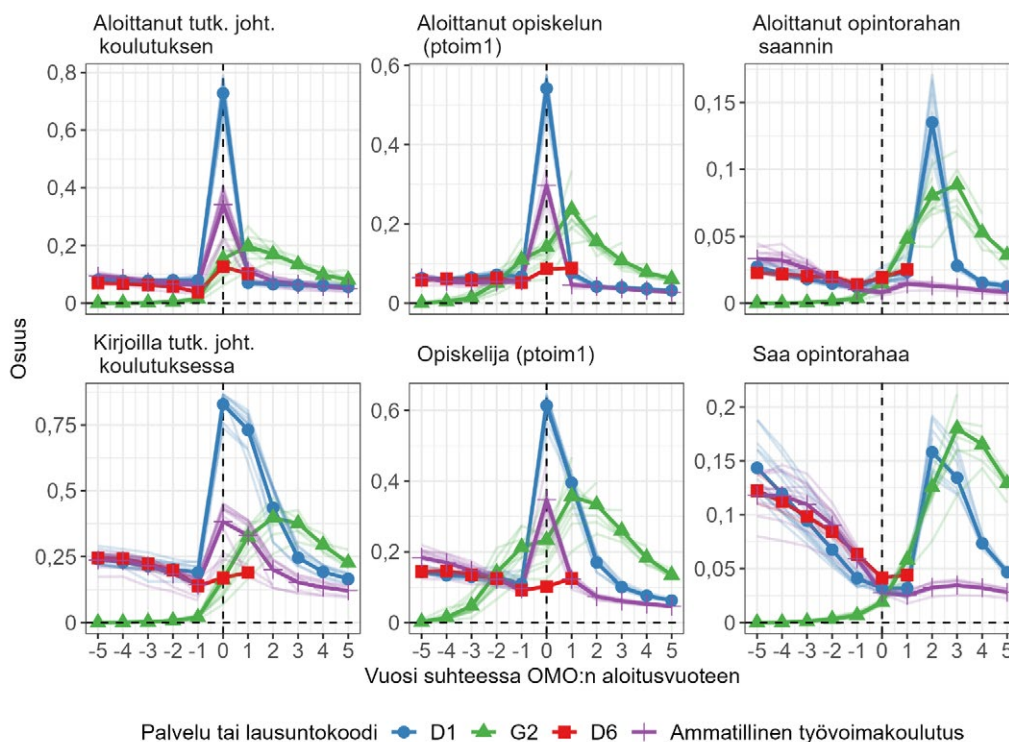 Aloittanut tutk. joht.
koulutuksen
Aloittanut opiskelun
(ptoim1)
Aloittanut opintorahan
saannin
0,8
0,6
0,4
0,2
0
0,6
0,4
0,2
0
0,15
0,10
0,05
0
Osuus
Kirjoilla tutk. joht.
koulutuksessa
Opiskelija (ptoim1)
Saa opintorahaa
0,75
0,5
0,25
0
0,6
0,4
0,2
0
0,2
0,15
0,1
0,05
0
-5 -4 -3 -2 -1 0 1 2 3 4 5
-5 -4 -3 -2 -1 0 1 2 3 4 5
-5 -4 -3 -2 -1 0 1 2 3 4 5
Vuosi suhteessa OMO:n aloitusvuoteen
Palvelu tai lausuntokoodi D1 G2 D6 Ammatillinen työvoimakoulutus